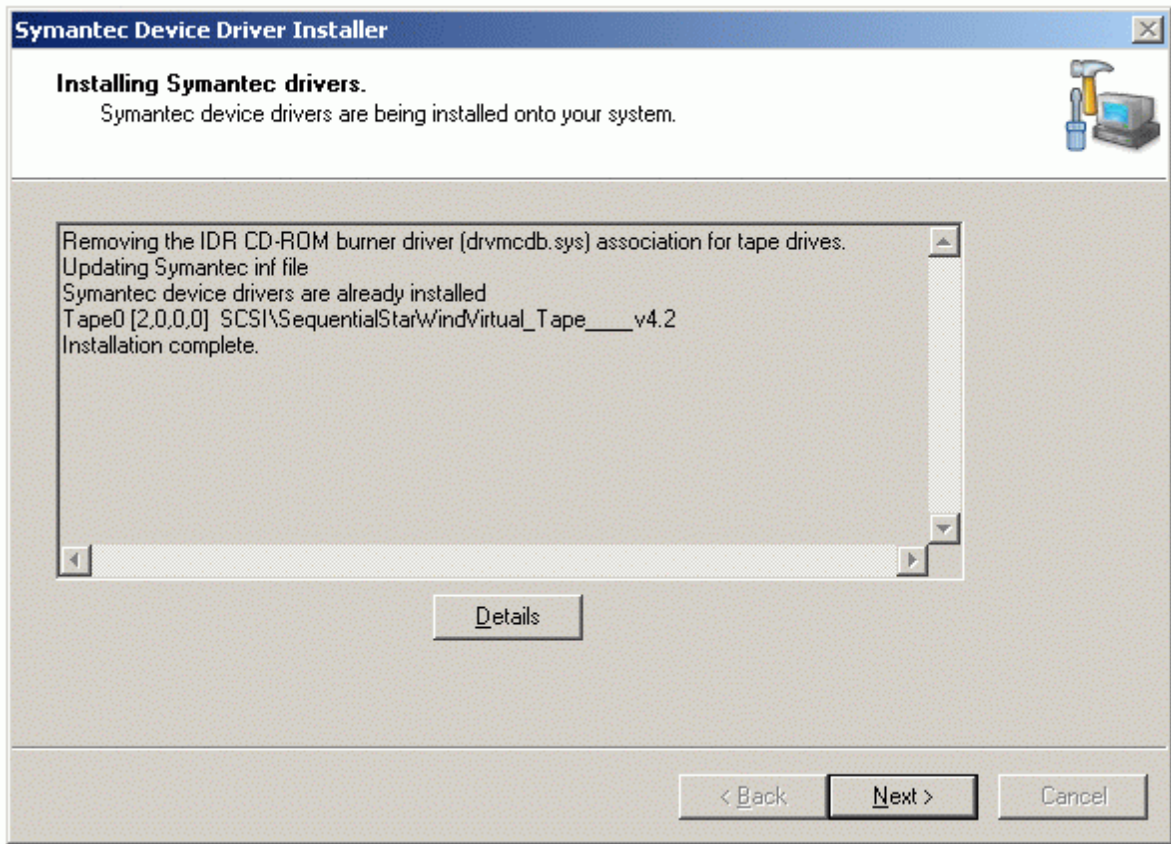 Symantec Device Driver Installer
Installing Symantec drivers.
Symantec device drivers are being installed onto your system.
Removing the IDR CD-ROM burner driver (drvmcdb.sys) association for tape drives.
Updating Symantec inf file
Symantec device drivers are already installed
Tape0 [2,0,0,0]  SCSI\SequentialStarWindVirtual_Tape____v4.2
Installation complete.
Details
< Back
Next >
Cancel